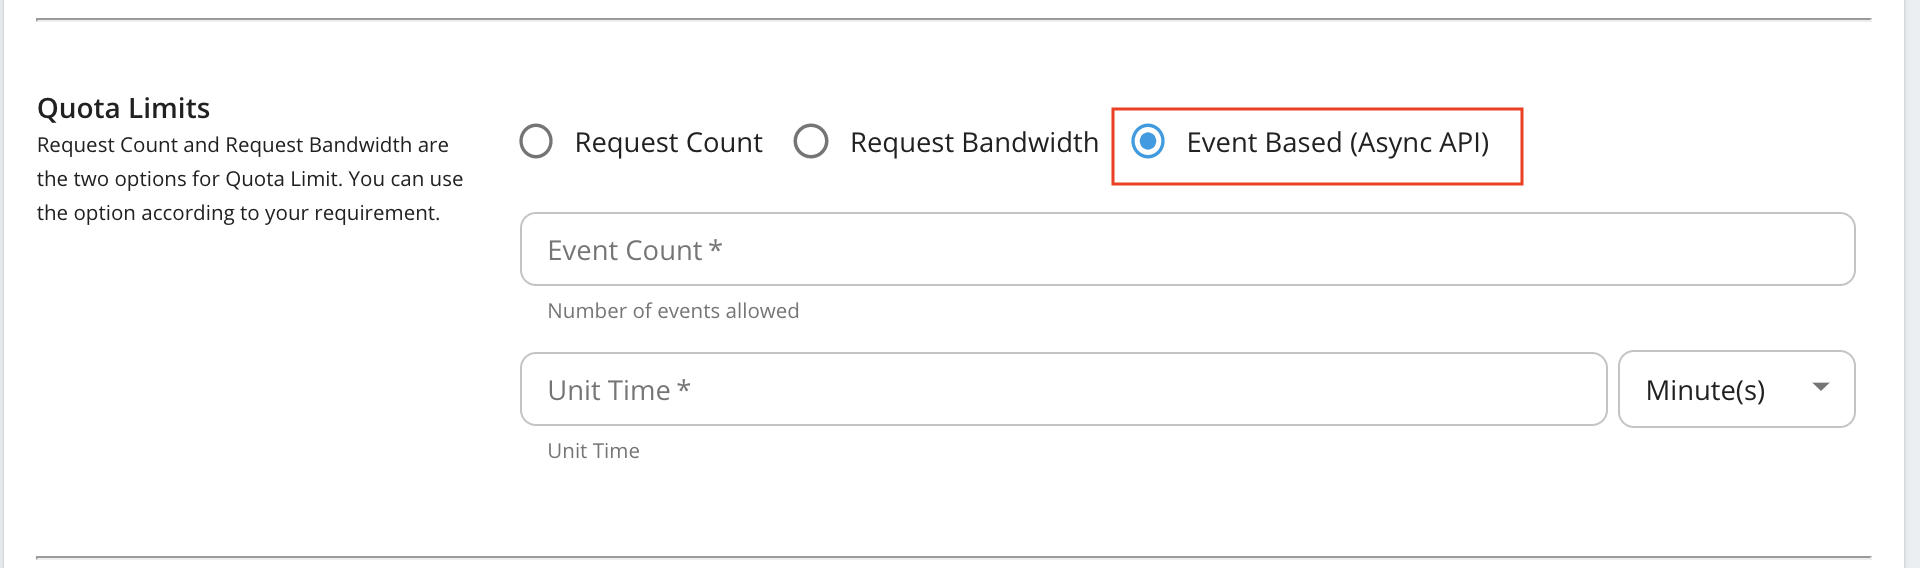 Quota Limits
Request Count and Request Bandwidth are
the two options for Quota Limit. You can use
the option according to your requirement.
Request Count
Request Bandwidth
Event Based (Async API)
Event Count *
Number of events allowed
Unit Time *
Minute(s)
Unit Time